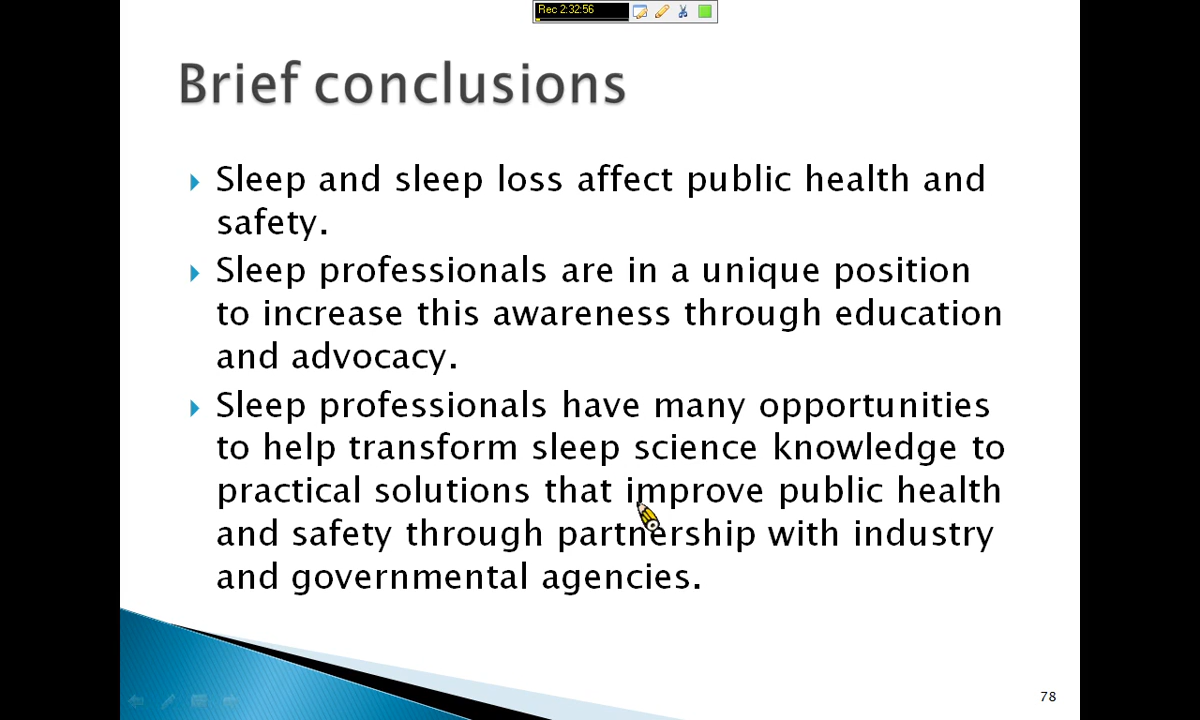 Rec 2:32:56
Brief conclusions
Sleep and sleep loss affect public health and
safety.
Sleep professionals are in a unique position
to increase this awareness through education
and advocacy.
Sleep professionals have many opportunities
to help transform sleep science knowledge to
practical solutions that improve public health
and safety through partnership with industry
and governmental agencies.
78